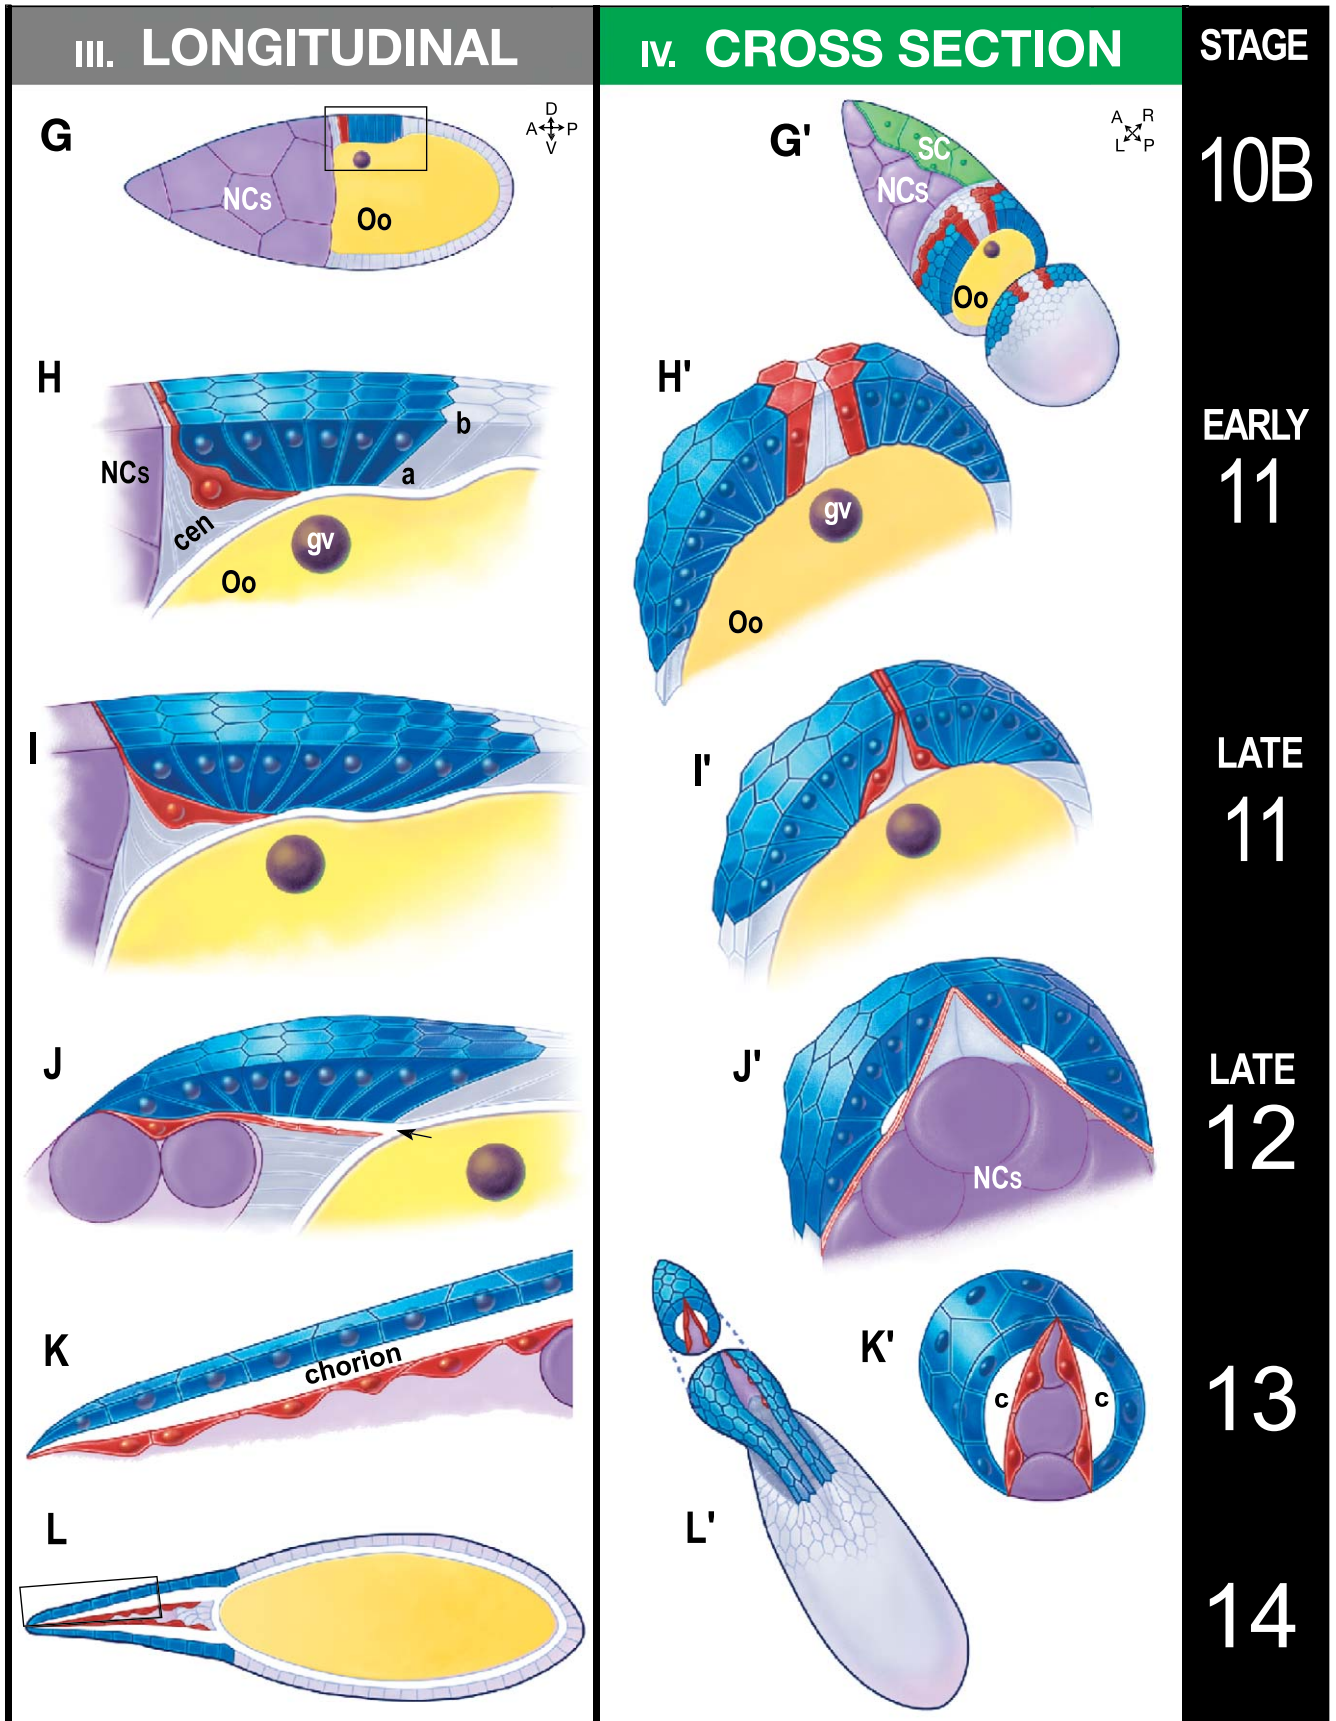 III. LONGITUDINAL
IV. CROSS SECTION
STAGE
G
D
A P
V
NCs
Oo
G'
A R
L P
SC
NCs
Oo
10B
H
b
a
NCs
cen
gv
Oo
H'
gv
Oo
EARLY
11
I
I'
LATE
11
J
J'
NCs
LATE
12
K
chorion
K'
c c
13
L
L'
14